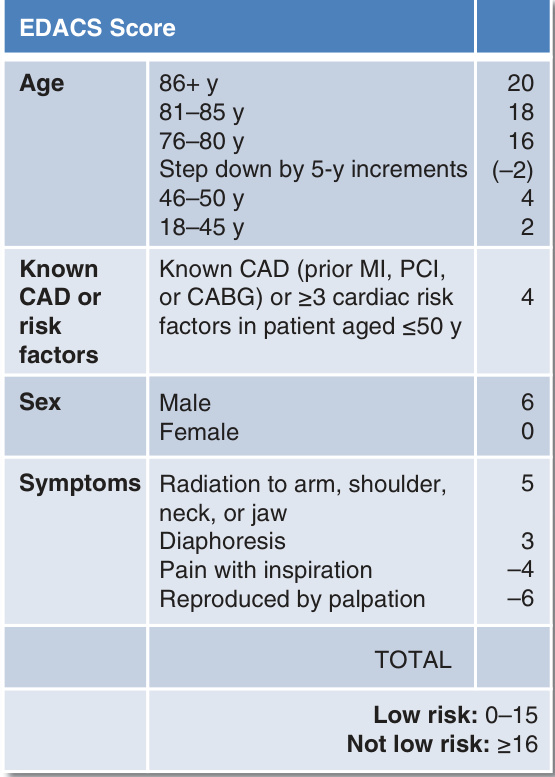 EDACS Score
Age
86+ y 20
81–85 y 18
76–80 y 16
Step down by 5-y increments (–2)
46–50 y 4
18–45 y 2
Known
CAD or
risk
factors
Known CAD (prior MI, PCI,
or CABG) or ≥3 cardiac risk 4
factors in patient aged ≤50 y
Sex
Male 6
Female 0
Symptoms
Radiation to arm, shoulder, 5
neck, or jaw
Diaphoresis 3
Pain with inspiration –4
Reproduced by palpation –6
TOTAL
Low risk: 0–15
Not low risk: ≥16